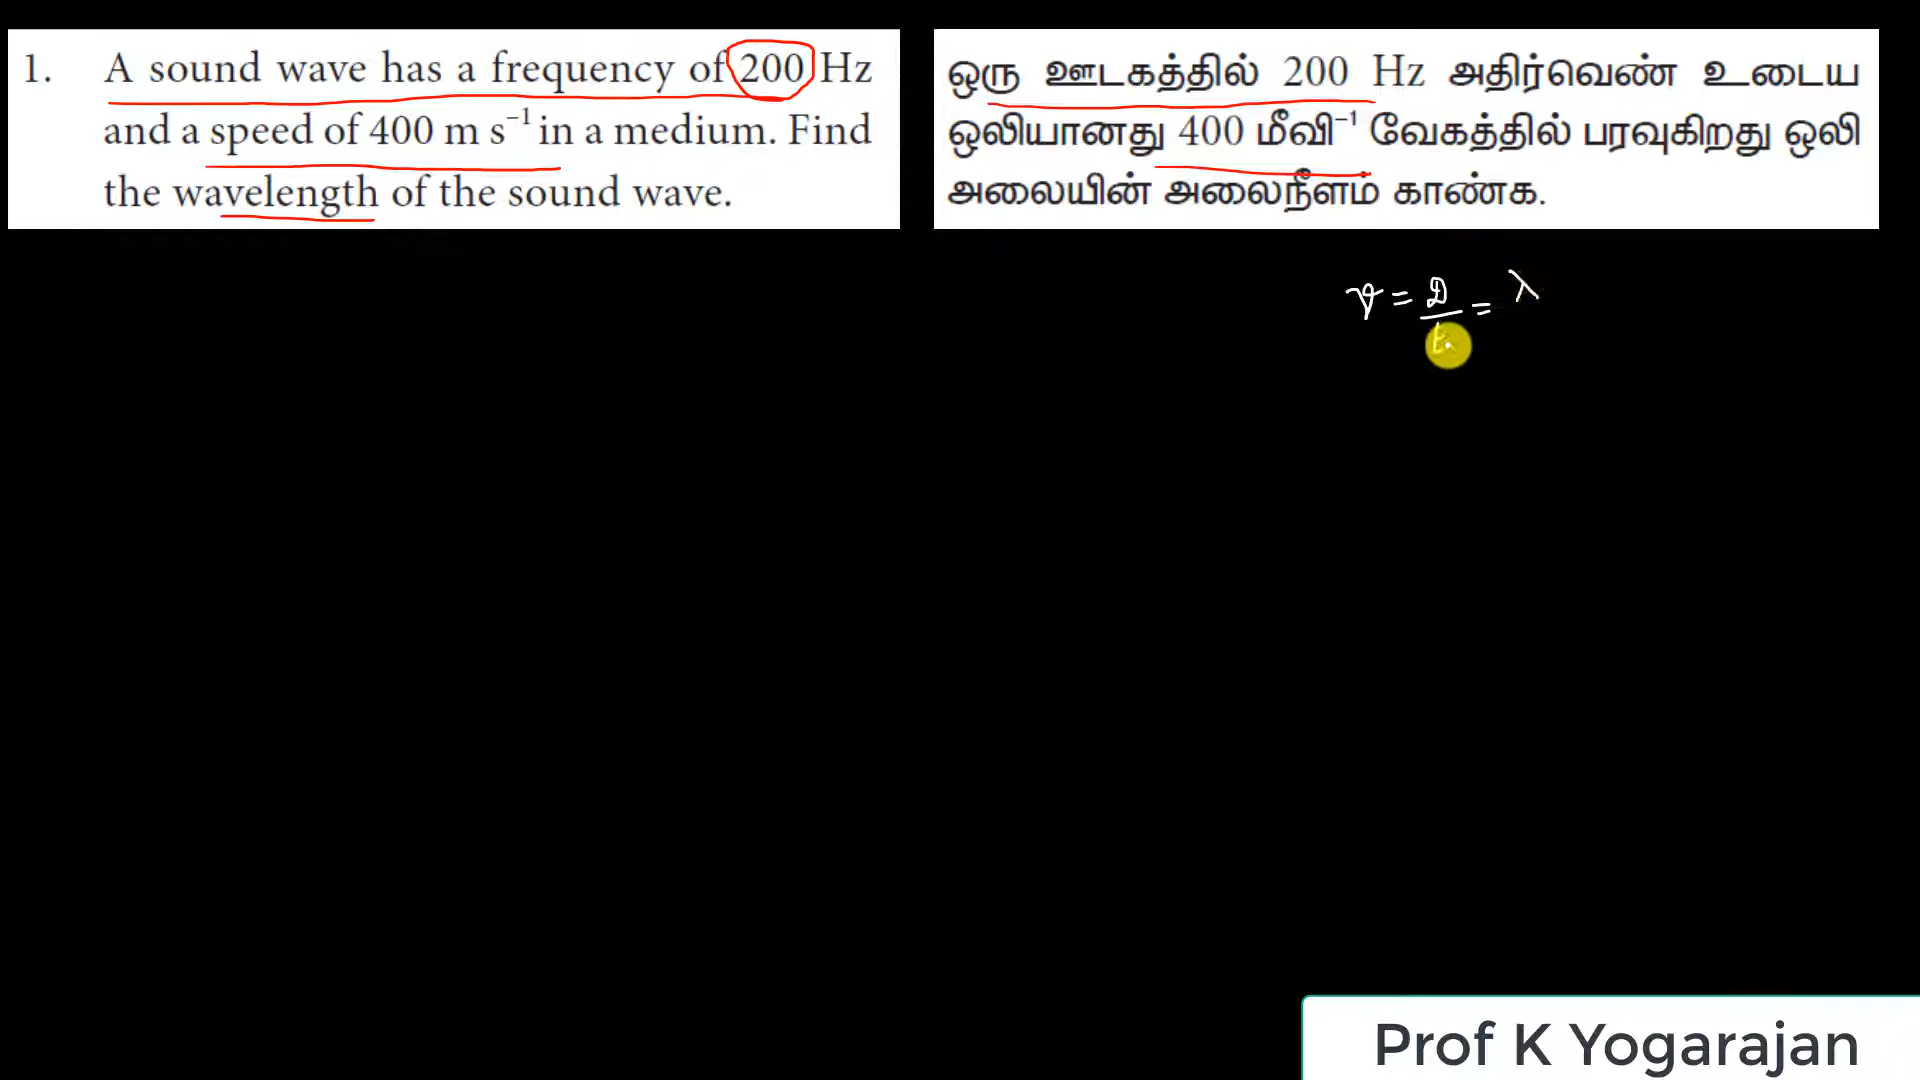 1. A sound wave has a frequency of 200 Hz
and a speed of 400 m s⁻¹ in a medium. Find
the wavelength of the sound wave.
ஒரு ஊடகத்தில் 200 Hz அதிர்வெண் உடைய
ஒலியானது 400 மீவி⁻¹ வேகத்தில் பரவுகிறது ஒலி
அலையின் அலைநீளம் காண்க.
v = D/t = λ
Prof K Yogarajan